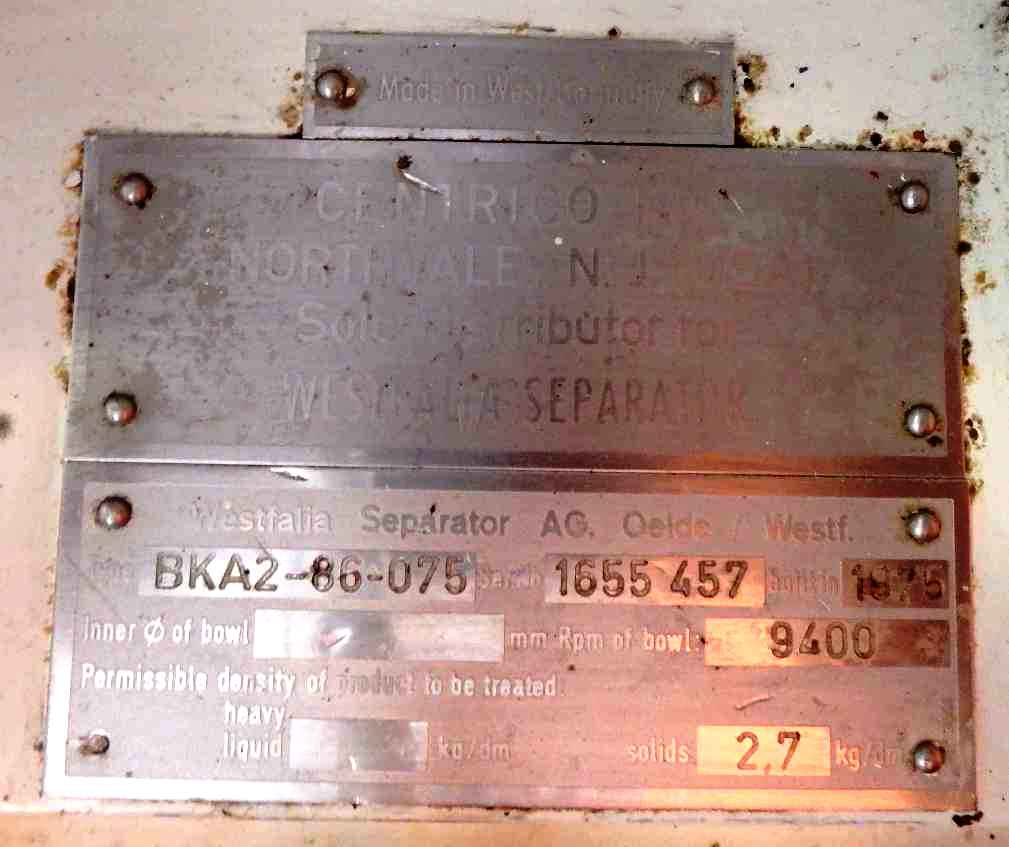 Made in West Germany
CENTRICO
NORTHVALE N.J.
Sole Distributor for
WESTFALIA SEPARATOR
Westfalia Separator AG. Oelde / Westf.
BKA2-86-075 1655 457 built in 1975
inner Ø of bowl mm Rpm of bowl: 9400
Permissible density of product to be treated:
heavy
liquid kg/dm solids 2,7 kg/dm